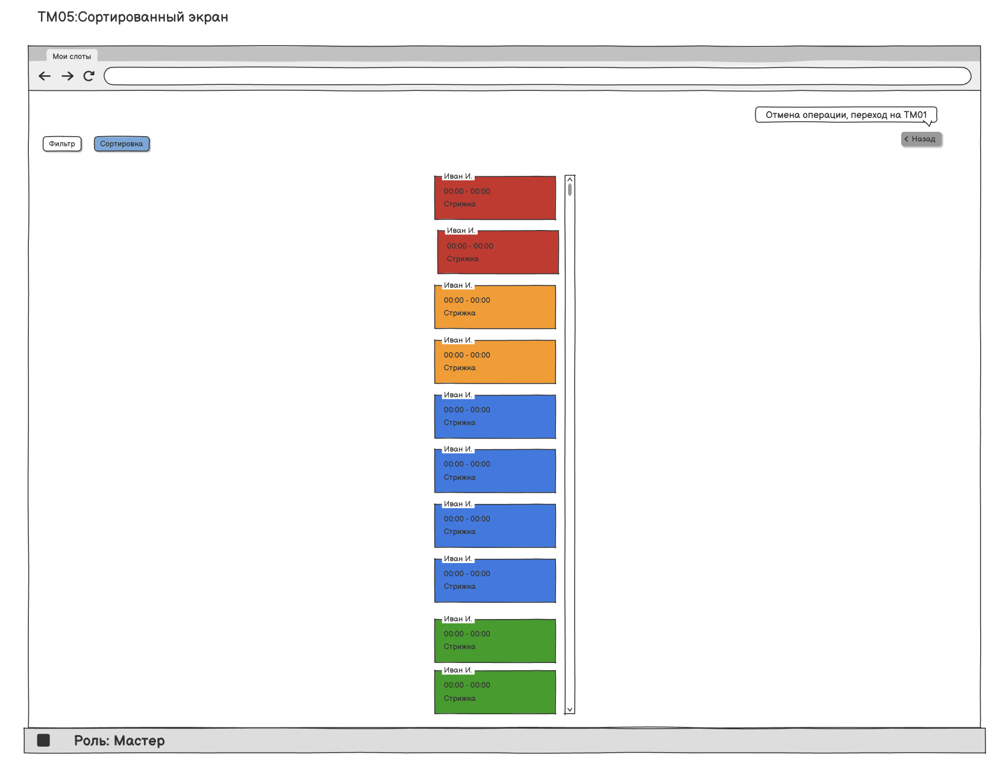 TM05:Сортированный экран
Мои слоты
Отмена операции, переход на TM01
Фильтр
Сортировка
Назад
Иван И.
00:00 - 00:00
Стрижка
Иван И.
00:00 - 00:00
Стрижка
Иван И.
00:00 - 00:00
Стрижка
Иван И.
00:00 - 00:00
Стрижка
Иван И.
00:00 - 00:00
Стрижка
Иван И.
00:00 - 00:00
Стрижка
Иван И.
00:00 - 00:00
Стрижка
Иван И.
00:00 - 00:00
Стрижка
Иван И.
00:00 - 00:00
Стрижка
Иван И.
00:00 - 00:00
Стрижка
Роль: Мастер